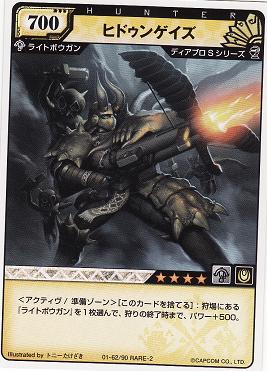 HUNTER
700
ヒドゥンゲイズ
ライトボウガン
ディアブロSシリーズ
★★★★
<アクティヴ / 準備ゾーン>[このカードを捨てる]：狩場にある
「ライトボウガン」を1枚選んで、狩りの終了時まで、パワー+500。
Illustrated by トニーたけざき
01-62/90 RARE-2
©CAPCOM CO., LTD.